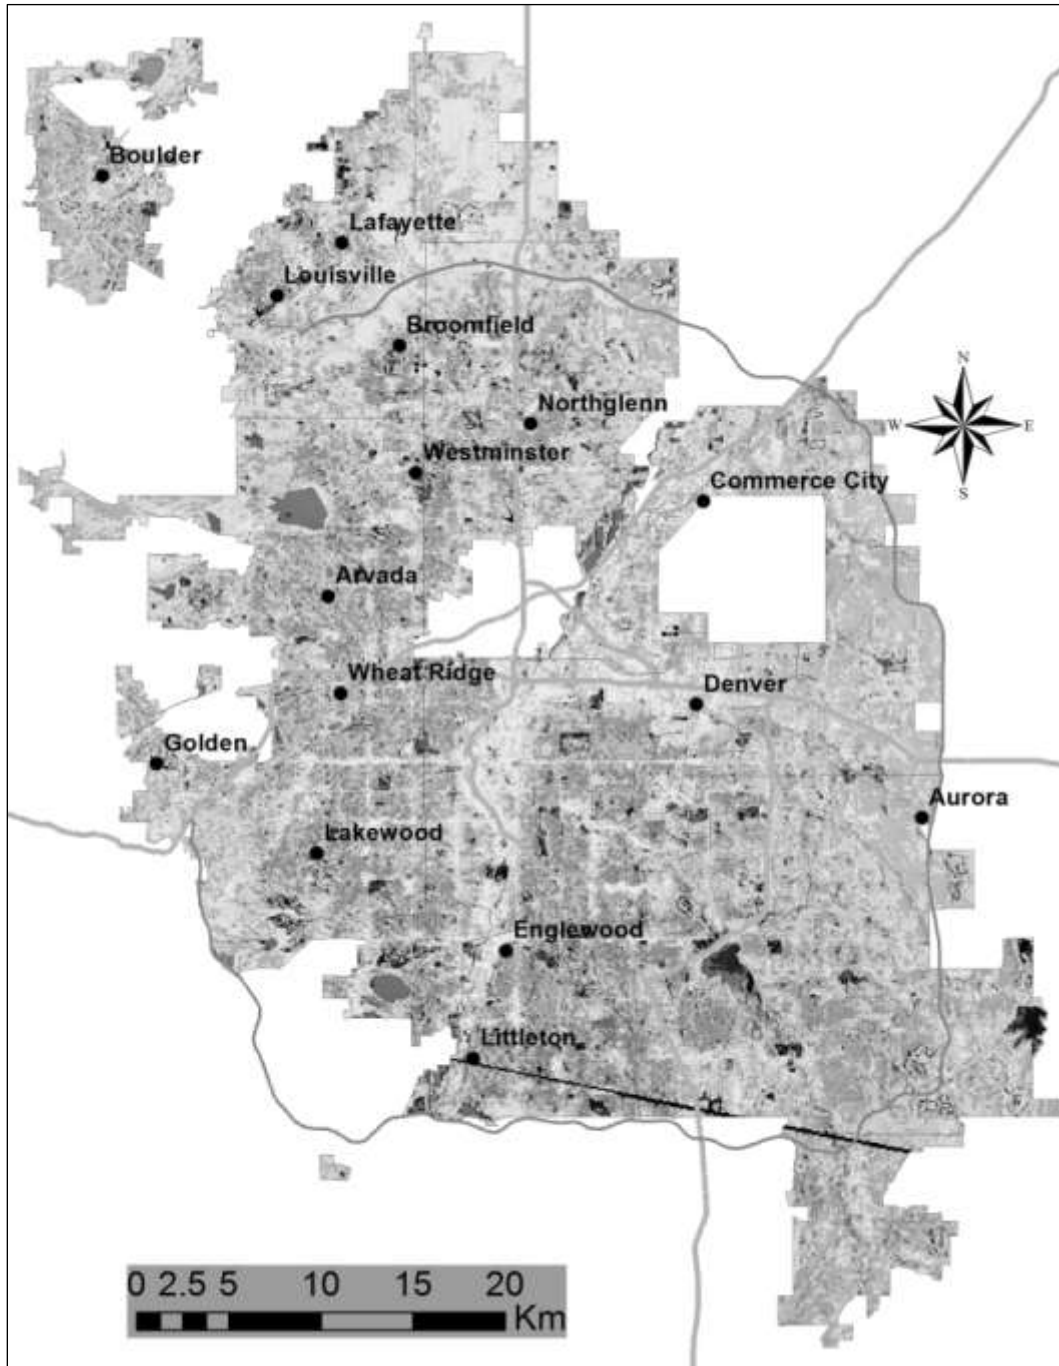 Boulder
Lafayette
Louisville
Broomfield
N
Northglenn
W
E
Westminster
Commerce City
S
Arvada
Wheat Ridge
Denver
Golden
Aurora
Lakewood
Englewood
Littleton
0 2.5 5 10 15 20
Km